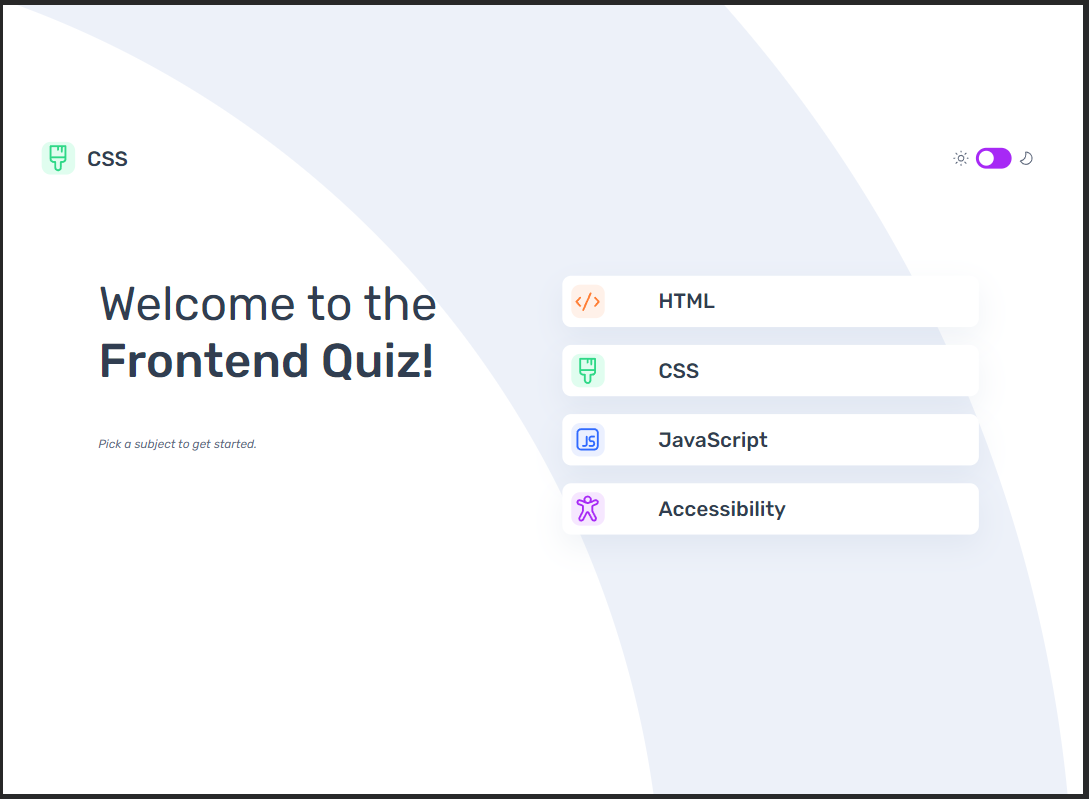 CSS
Welcome to the
Frontend Quiz!
Pick a subject to get started.
</> HTML
CSS
JS JavaScript
Accessibility